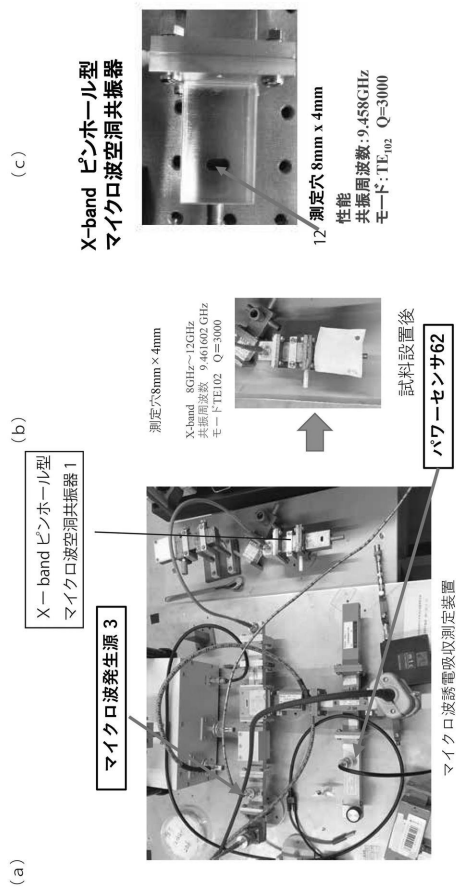 (a)
マイクロ波発生源 3
X ー band ピンホール型
マイクロ波空洞共振器 1
マイクロ波誘電吸収測定装置
パワーセンサ62
(b)
測定穴8mm×4mm
X-band 8GHz～12GHz
共振周波数 9.461602 GHz
モードTE102 Q=3000
試料設置後
(c)
X-band ピンホール型
マイクロ波空洞共振器
12
測定穴 8mm x 4mm
性能
共振周波数：9.458GHz
モード：TE₁₀₂ Q=3000